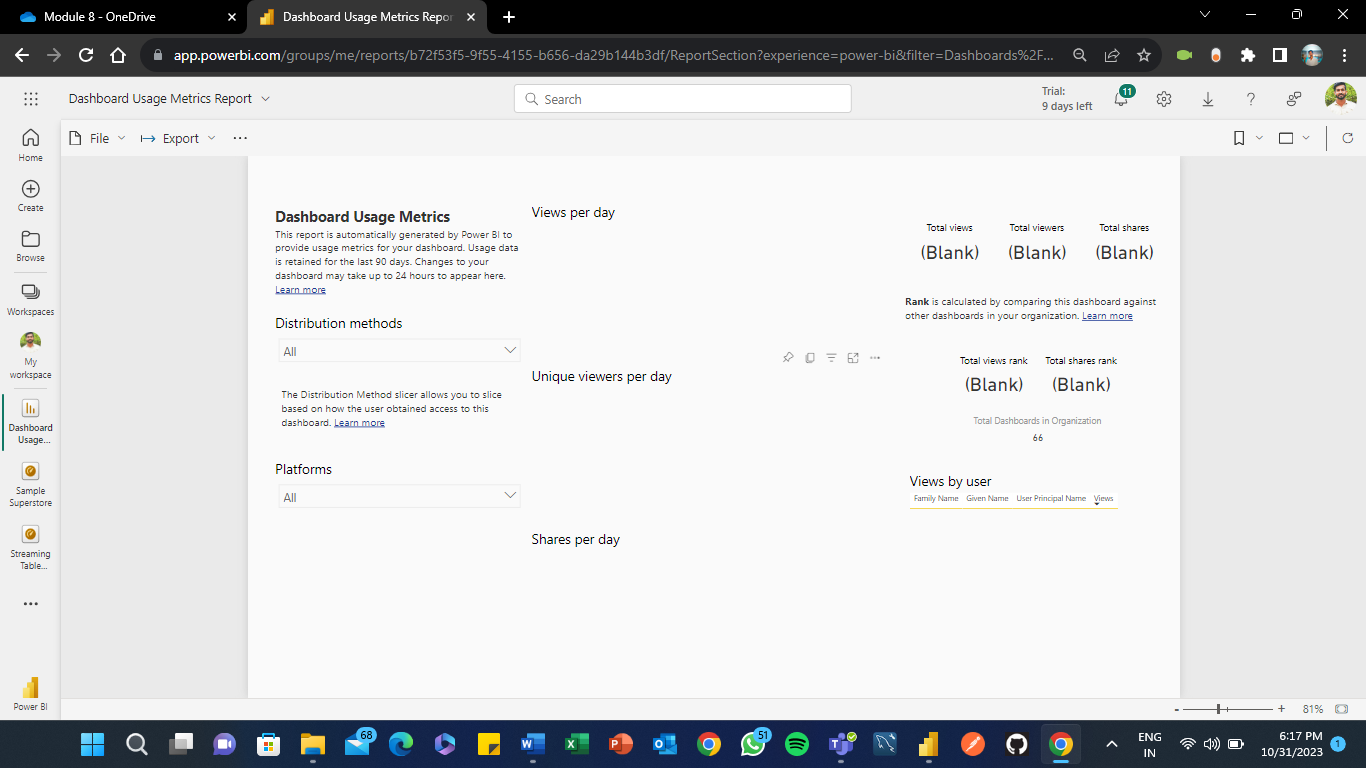 Module 8 - OneDrive
Dashboard Usage Metrics Repor
app.powerbi.com/groups/me/reports/b72f53f5-9f55-4155-b656-da29b144b3df/ReportSection?experience=power-bi&filter=Dashboards%2F...
Dashboard Usage Metrics Report
Search
Trial:
9 days left
11
File
Export
Home
Create
Browse
Workspaces
My
workspace
Dashboard
Usage...
Sample
Superstore
Streaming
Table...
Power BI
Dashboard Usage Metrics
This report is automatically generated by Power BI to
provide usage metrics for your dashboard. Usage data
is retained for the last 90 days. Changes to your
dashboard may take up to 24 hours to appear here.
Learn more
Distribution methods
All
The Distribution Method slicer allows you to slice
based on how the user obtained access to this
dashboard. Learn more
Platforms
All
Views per day
Unique viewers per day
Shares per day
Total views Total viewers Total shares
(Blank) (Blank) (Blank)
Rank is calculated by comparing this dashboard against
other dashboards in your organization. Learn more
Total views rank Total shares rank
(Blank) (Blank)
Total Dashboards in Organization
66
Views by user
Family Name Given Name User Principal Name Views
- + 81%
68
51
ENG
IN
6:17 PM
10/31/2023
1